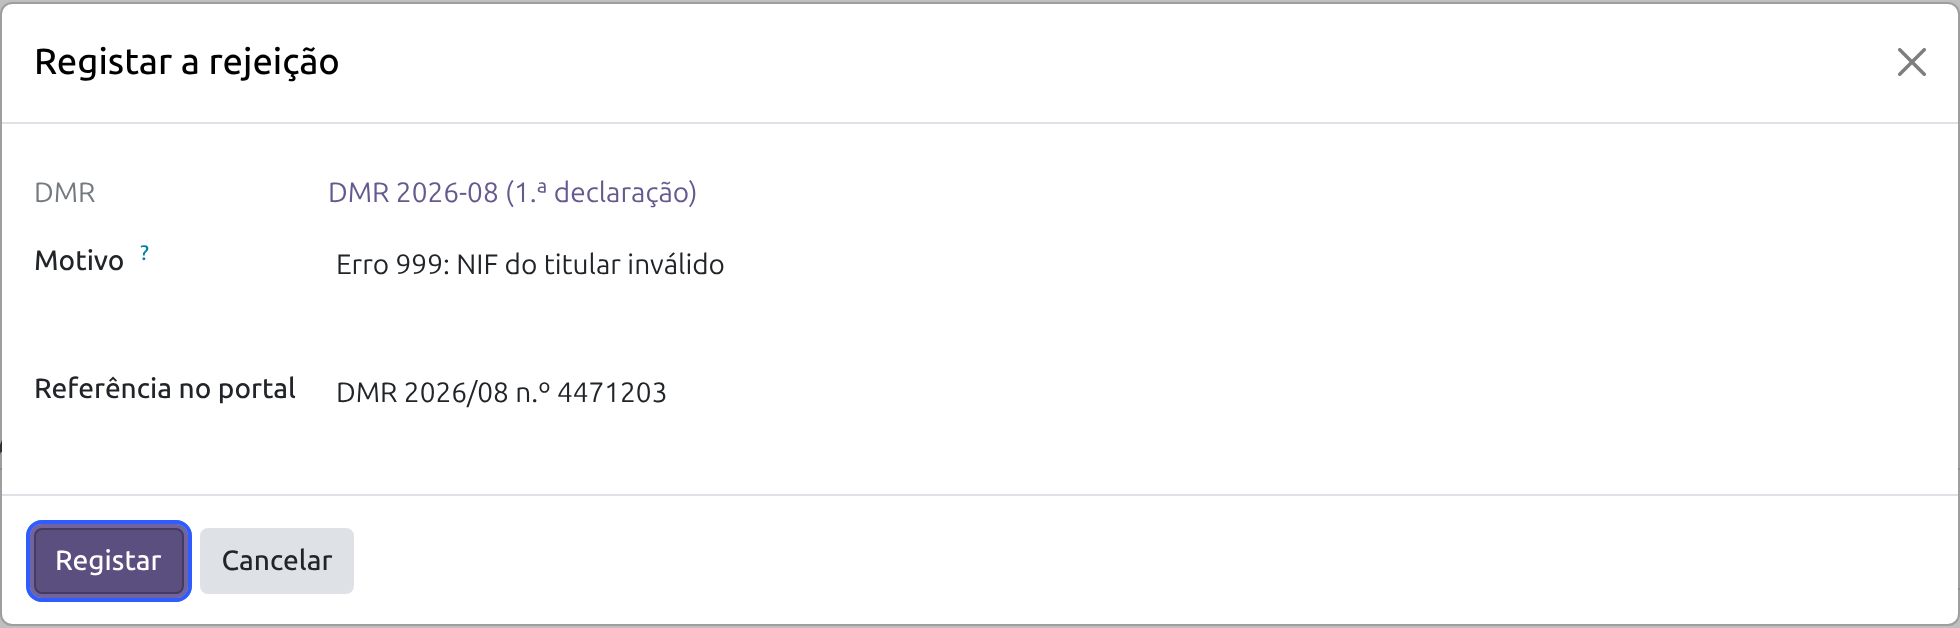 Registar a rejeição
DMR DMR 2026-08 (1.ª declaração)
Motivo ? Erro 999: NIF do titular inválido
Referência no portal DMR 2026/08 n.º 4471203
Registar Cancelar